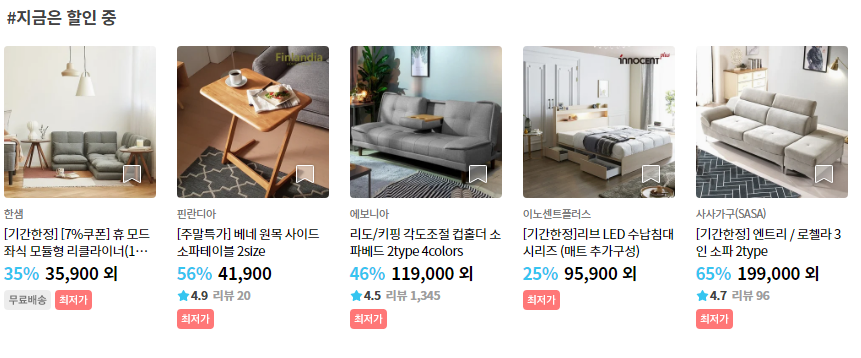 #지금은 할인 중
Finlandia
iNNOCENT plus
한샘
[기간한정] [7%쿠폰] 휴 모드
좌식 모듈형 리클라이너(1…
35% 35,900 외
무료배송 최저가
핀란디아
[주말특가] 베네 원목 사이드
소파테이블 2size
56% 41,900
4.9 리뷰 20
최저가
에보니아
리도/키핑 각도조절 컵홀더 소
파베드 2type 4colors
46% 119,000 외
4.5 리뷰 1,345
최저가
이노센트플러스
[기간한정]리브 LED 수납침대
시리즈 (매트 추가구성)
25% 95,900 외
최저가
사사가구(SASA)
[기간한정] 엔트리 / 로첼라 3
인 소파 2type
65% 199,000 외
4.7 리뷰 96
최저가